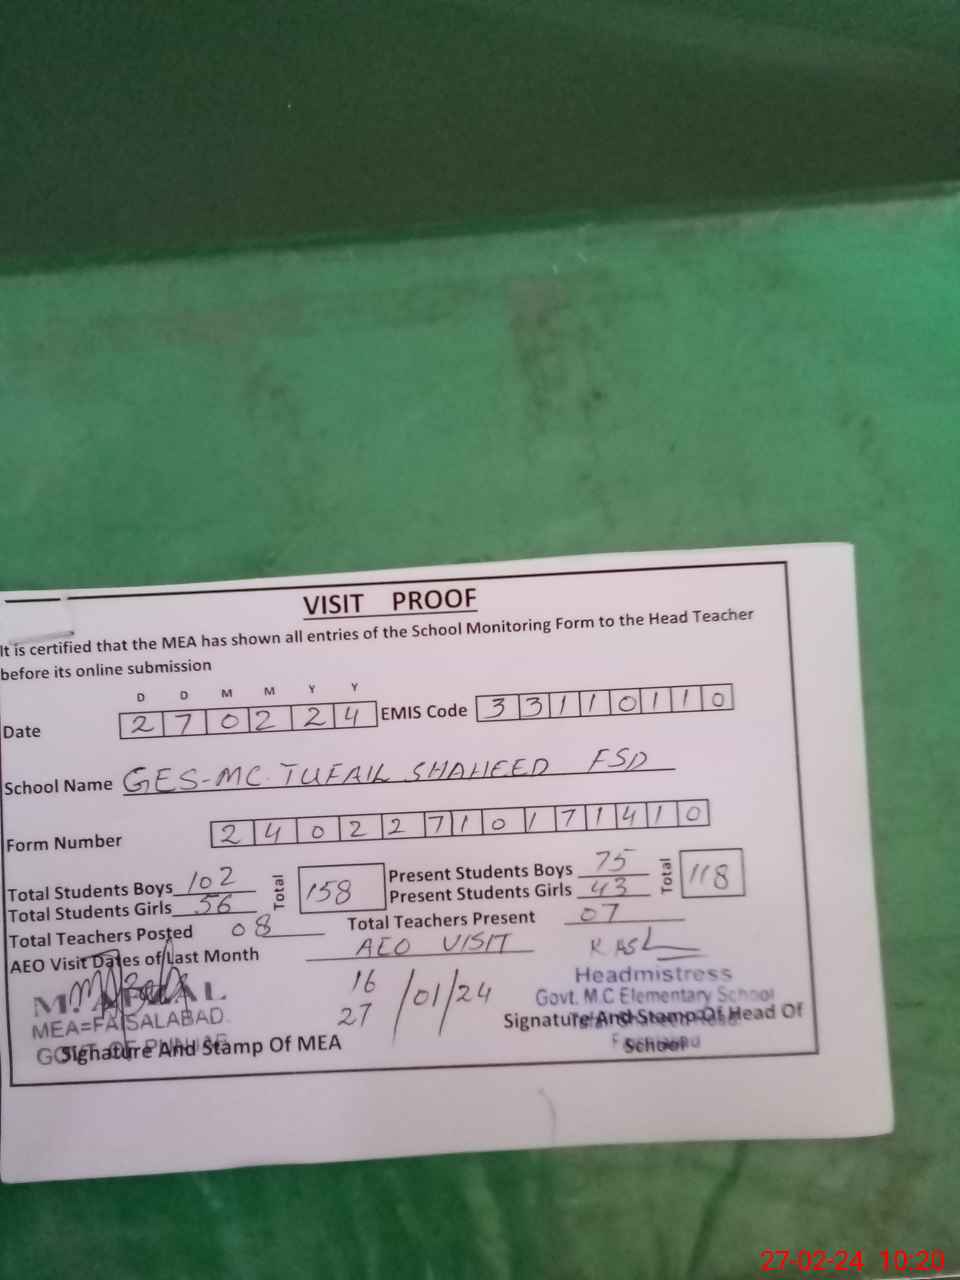 VISIT PROOF
It is certified that the MEA has shown all entries of the School Monitoring Form to the Head Teacher
before its online submission
D D M M Y Y
Date 2 7 0 2 2 4 EMIS Code 3 3 1 1 0 1 1 0
School Name GES-MC. TUFAIL SHAHEED FSD
Form Number 2 4 0 2 2 7 1 0 1 7 1 4 1 0
Total Students Boys 102 Total 158 Present Students Boys 75 Total 118
Total Students Girls 56 Present Students Girls 43
Total Teachers Posted 08 Total Teachers Present 07
AEO Visit Dates of Last Month AEO VISIT
16
27 /01/24
M. AFZAL
MEA=FAISALABAD.
GOVT. OF PUNJAB
Signature And Stamp Of MEA
Headmistress
Govt. M.C Elementary School
Signature And Stamp Of Head Of
School
27-02-24 10:20